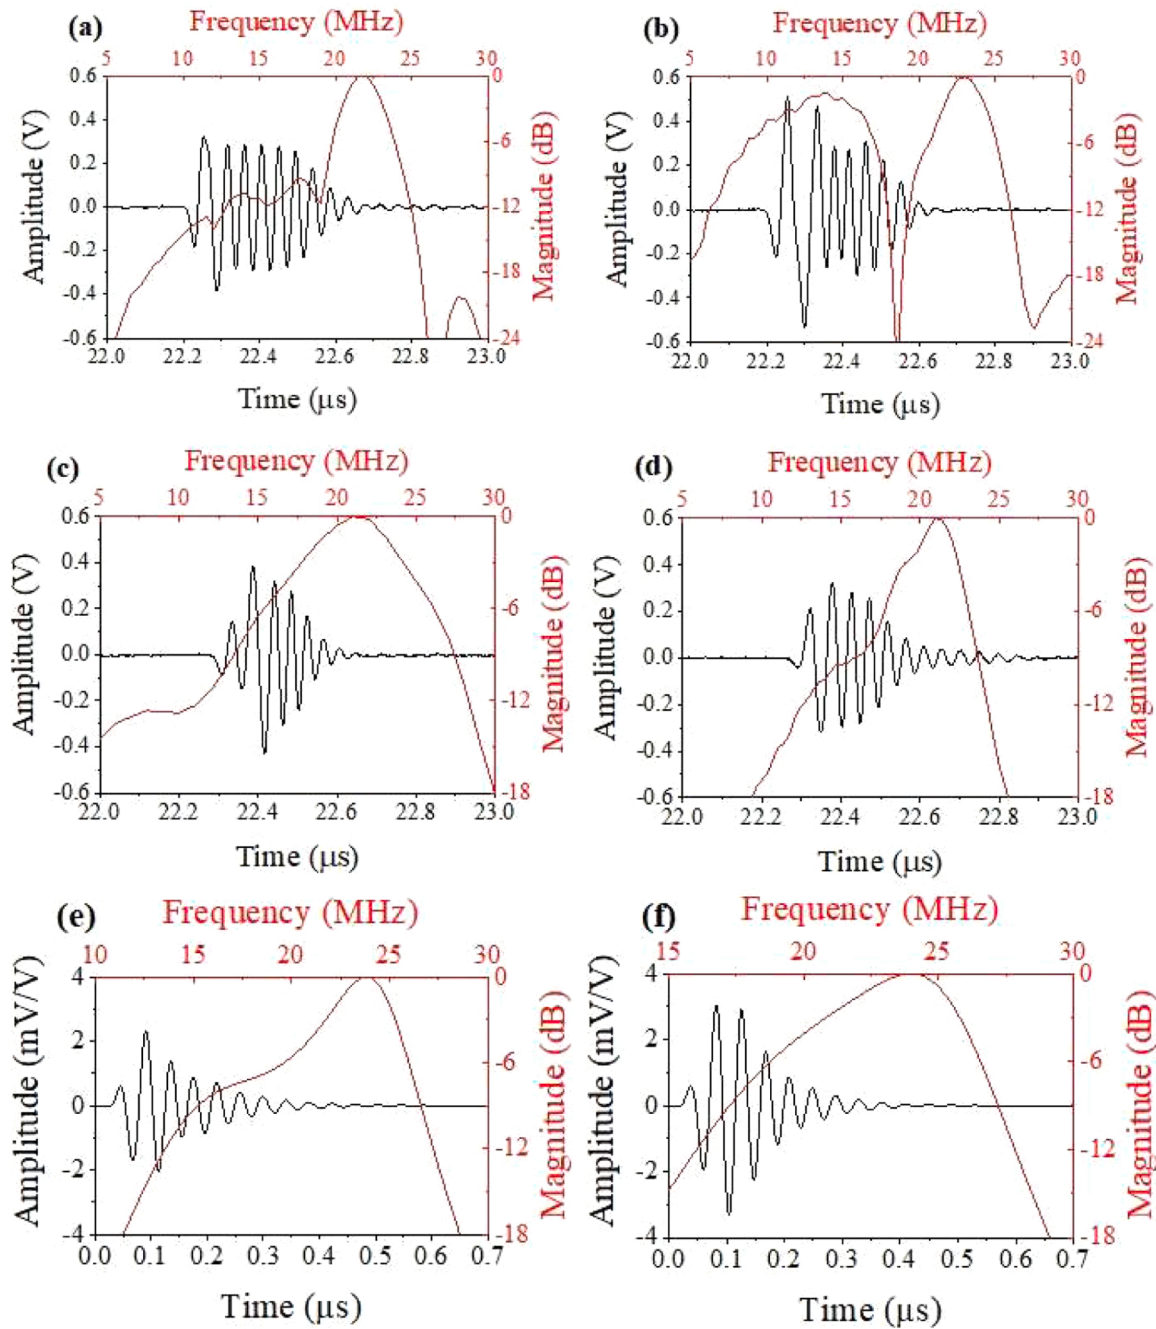 (a) Frequency (MHz)
5 10 15 20 25 30
Amplitude (V)
0.6
0.4
0.2
0.0
-0.2
-0.4
-0.6
Magnitude (dB)
0
-6
-12
-18
-24
22.0 22.2 22.4 22.6 22.8 23.0
Time (μs)
(b) Frequency (MHz)
5 10 15 20 25 30
Amplitude (V)
0.6
0.4
0.2
0.0
-0.2
-0.4
-0.6
Magnitude (dB)
0
-6
-12
-18
-24
22.0 22.2 22.4 22.6 22.8 23.0
Time (μs)
(c) Frequency (MHz)
5 10 15 20 25 30
Amplitude (V)
0.6
0.4
0.2
0.0
-0.2
-0.4
-0.6
Magnitude (dB)
0
-6
-12
-18
22.0 22.2 22.4 22.6 22.8 23.0
Time (μs)
(d) Frequency (MHz)
5 10 15 20 25 30
Amplitude (V)
0.6
0.4
0.2
0.0
-0.2
-0.4
-0.6
Magnitude (dB)
0
-6
-12
-18
22.0 22.2 22.4 22.6 22.8 23.0
Time (μs)
(e) Frequency (MHz)
10 15 20 25 30
Amplitude (mV/V)
4
2
0
-2
-4
Magnitude (dB)
0
-6
-12
-18
0.0 0.1 0.2 0.3 0.4 0.5 0.6 0.7
Time (μs)
(f) Frequency (MHz)
15 20 25 30
Amplitude (mV/V)
4
2
0
-2
-4
Magnitude (dB)
0
-6
-12
-18
0.0 0.1 0.2 0.3 0.4 0.5 0.6 0.7
Time (μs)